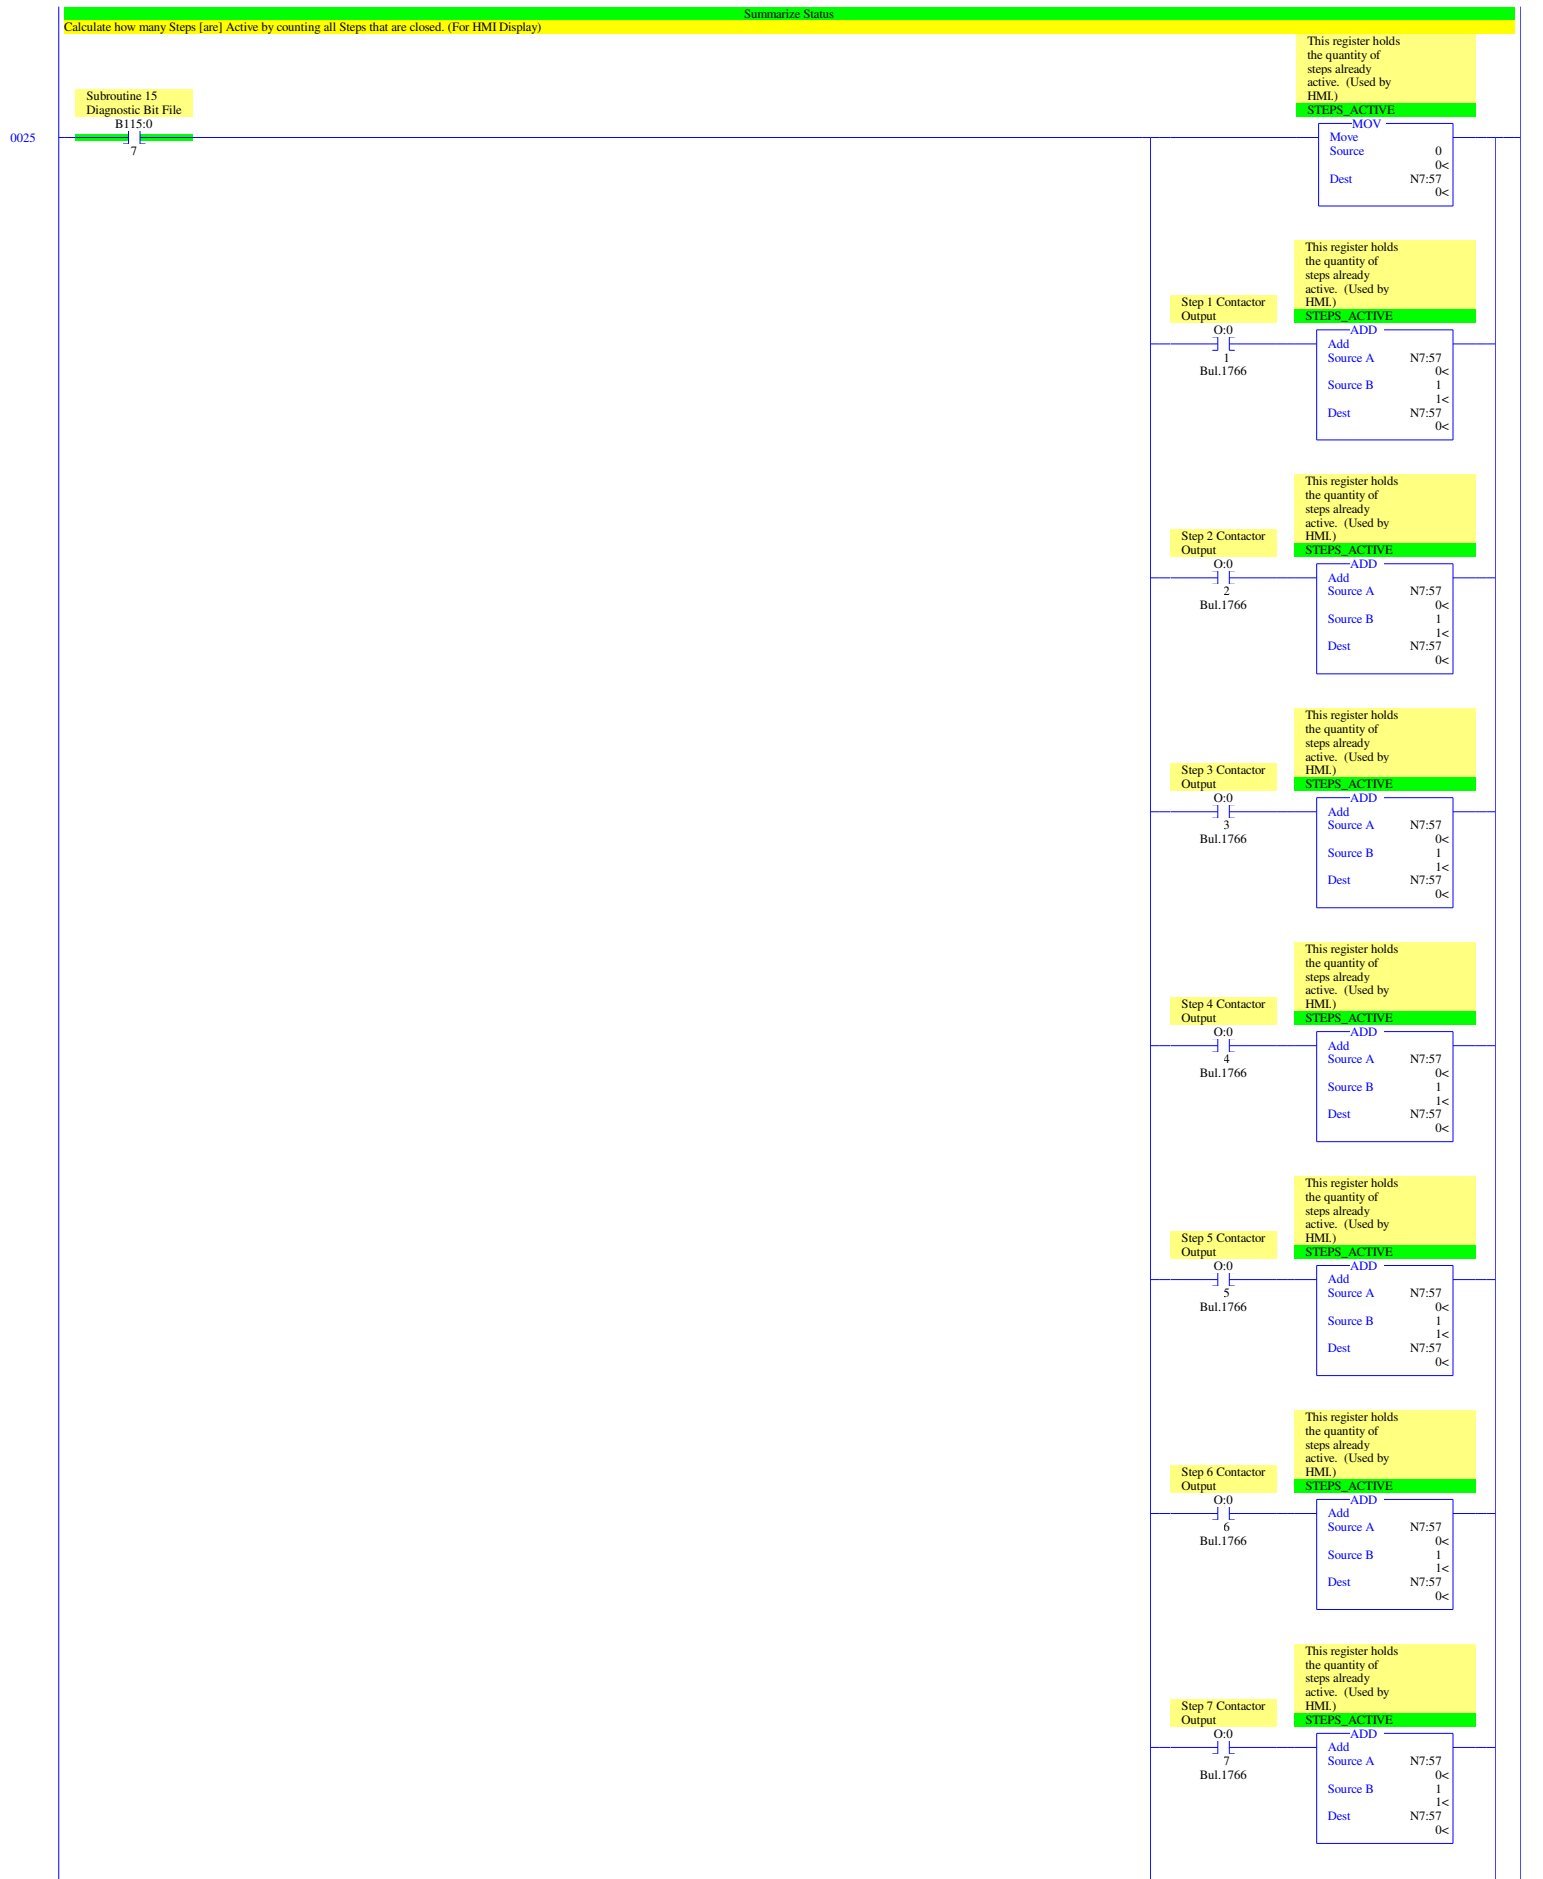 Summarize Status
Calculate how many Steps [are] Active by counting all Steps that are closed. (For HMI Display)
This register holds
the quantity of
steps already
active. (Used by
HMI.)
STEPS_ACTIVE
Subroutine 15
Diagnostic Bit File
B115:0
7
0025
MOV
Move
Source 0
0<
Dest N7:57
0<
This register holds
the quantity of
steps already
active. (Used by
HMI.)
STEPS_ACTIVE
Step 1 Contactor
Output
O:0
1
Bul.1766
ADD
Add
Source A N7:57
0<
Source B 1
1<
Dest N7:57
0<
This register holds
the quantity of
steps already
active. (Used by
HMI.)
STEPS_ACTIVE
Step 2 Contactor
Output
O:0
2
Bul.1766
ADD
Add
Source A N7:57
0<
Source B 1
1<
Dest N7:57
0<
This register holds
the quantity of
steps already
active. (Used by
HMI.)
STEPS_ACTIVE
Step 3 Contactor
Output
O:0
3
Bul.1766
ADD
Add
Source A N7:57
0<
Source B 1
1<
Dest N7:57
0<
This register holds
the quantity of
steps already
active. (Used by
HMI.)
STEPS_ACTIVE
Step 4 Contactor
Output
O:0
4
Bul.1766
ADD
Add
Source A N7:57
0<
Source B 1
1<
Dest N7:57
0<
This register holds
the quantity of
steps already
active. (Used by
HMI.)
STEPS_ACTIVE
Step 5 Contactor
Output
O:0
5
Bul.1766
ADD
Add
Source A N7:57
0<
Source B 1
1<
Dest N7:57
0<
This register holds
the quantity of
steps already
active. (Used by
HMI.)
STEPS_ACTIVE
Step 6 Contactor
Output
O:0
6
Bul.1766
ADD
Add
Source A N7:57
0<
Source B 1
1<
Dest N7:57
0<
This register holds
the quantity of
steps already
active. (Used by
HMI.)
STEPS_ACTIVE
Step 7 Contactor
Output
O:0
7
Bul.1766
ADD
Add
Source A N7:57
0<
Source B 1
1<
Dest N7:57
0<